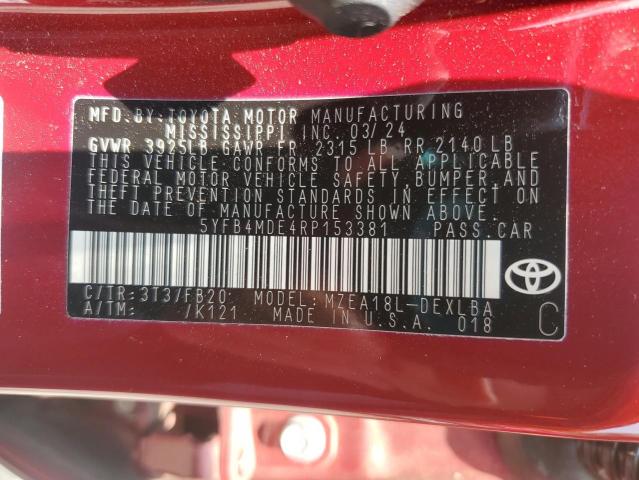 MFD. BY: TOYOTA MOTOR MANUFACTURING
MISSISSIPPI INC. 03/24
GVWR 3925LB GAWR FR 2315 LB RR 2140 LB
THIS VEHICLE CONFORMS TO ALL APPLICABLE
FEDERAL MOTOR VEHICLE SAFETY, BUMPER, AND
THEFT PREVENTION STANDARDS IN EFFECT ON
THE DATE OF MANUFACTURE SHOWN ABOVE.
5YFB4MDE4RP153381 PASS. CAR
C/TR: 3T3/FB20 MODEL: MZEA18L-DEXLBA
A/TM: /K121 MADE IN U.S.A. 018
C